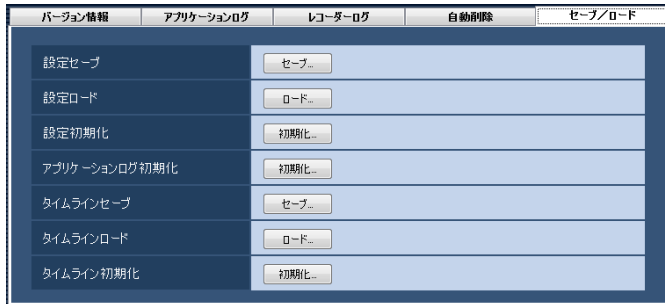 バージョン情報 アプリケーションログ レコーダーログ 自動削除 セーブ／ロード
設定セーブ セーブ...
設定ロード ロード...
設定初期化 初期化...
アプリケーションログ初期化 初期化...
タイムラインセーブ セーブ...
タイムラインロード ロード...
タイムライン初期化 初期化...